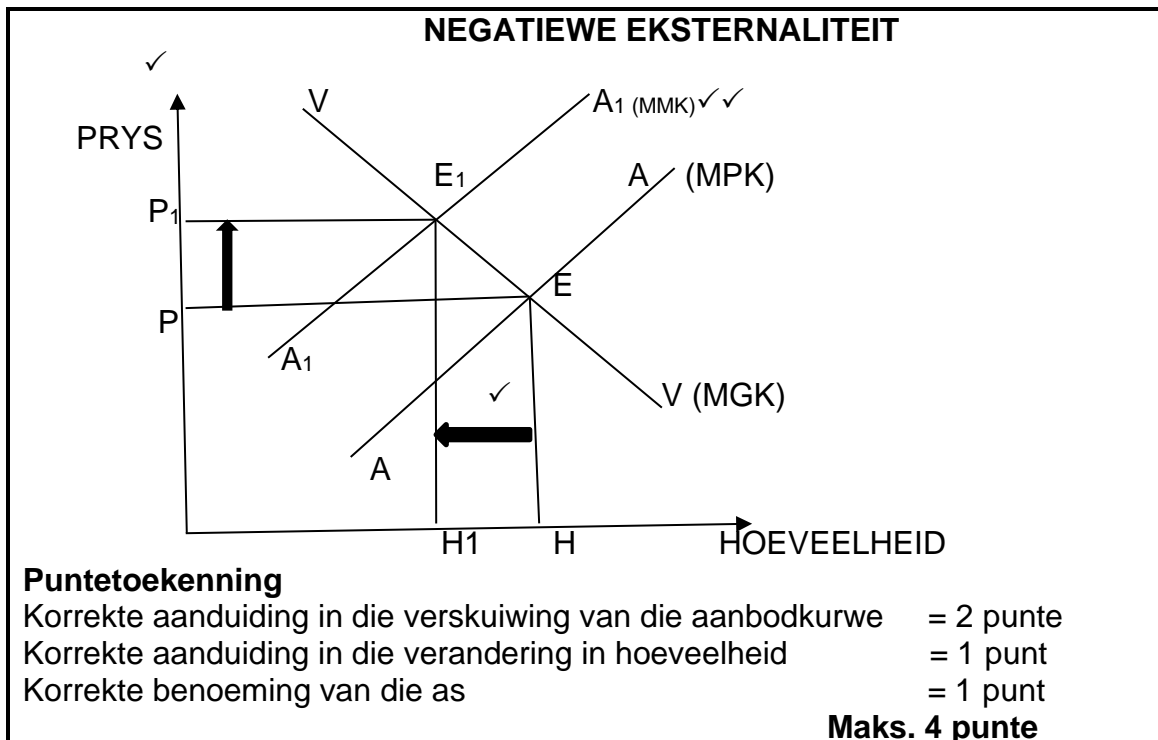 NEGATIEWE EKSTERNALITEIT
✓
V
A₁ (MMK)✓✓
PRYS
E₁
A (MPK)
P₁
E
P
A₁
✓
V (MGK)
A
H1 H HOEVEELHEID
Puntetoekenning
Korrekte aanduiding in die verskuiwing van die aanbodkurwe = 2 punte
Korrekte aanduiding in die verandering in hoeveelheid = 1 punt
Korrekte benoeming van die as = 1 punt
Maks. 4 punte